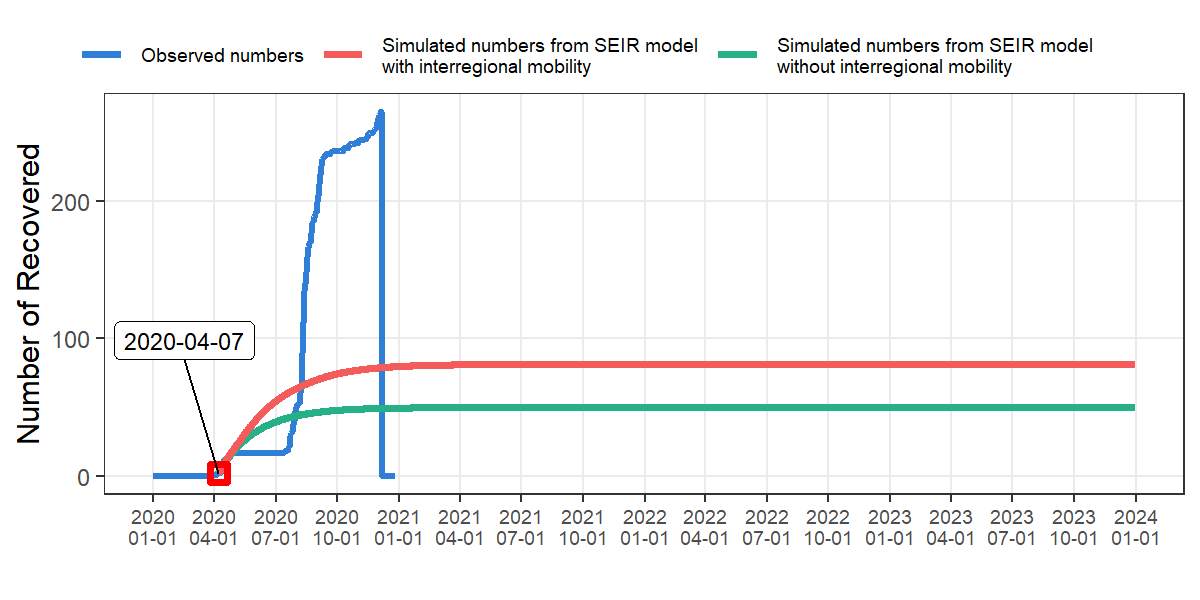 Observed numbers
Simulated numbers from SEIR model
with interregional mobility
Simulated numbers from SEIR model
without interregional mobility
Number of Recovered
200
100
0
2020-04-07
2020 2020 2020 2020 2021 2021 2021 2021 2022 2022 2022 2022 2023 2023 2023 2023 2024
01-01 04-01 07-01 10-01 01-01 04-01 07-01 10-01 01-01 04-01 07-01 10-01 01-01 04-01 07-01 10-01 01-01